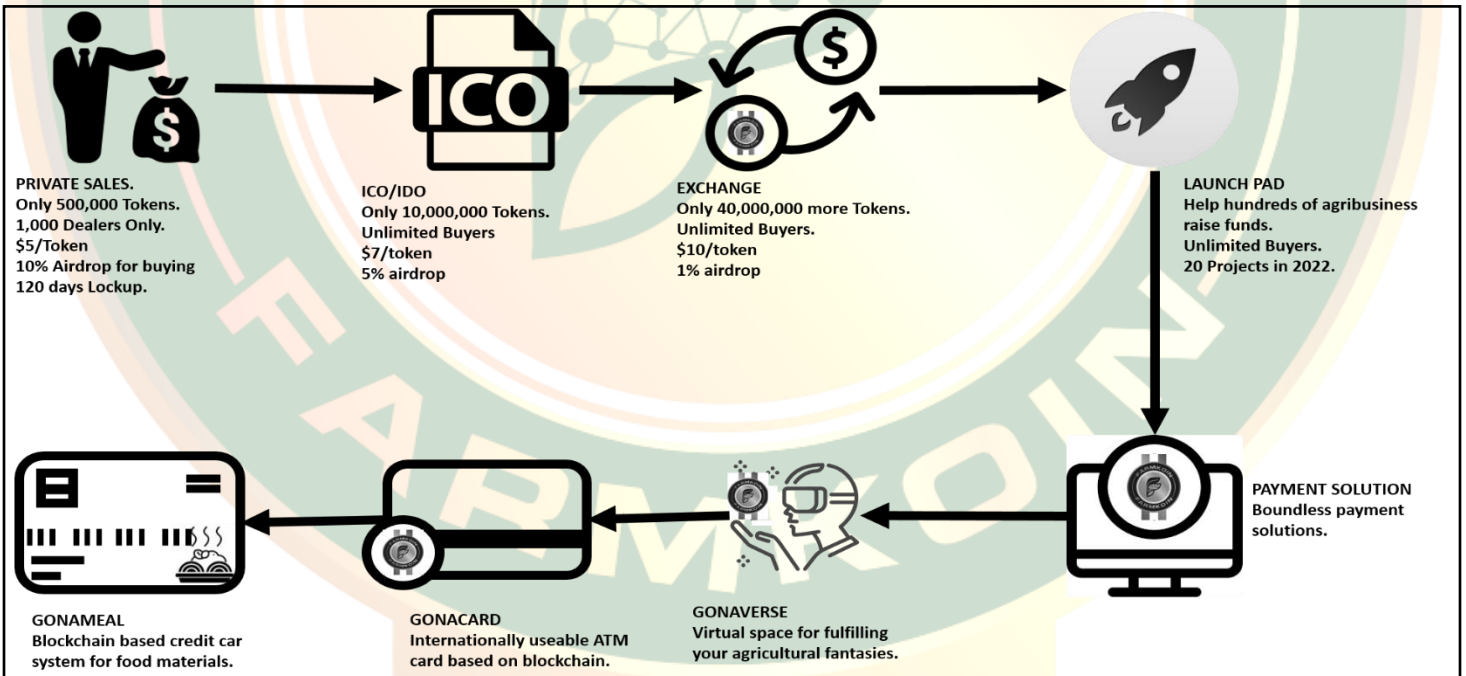 ICO
PRIVATE SALES.
Only 500,000 Tokens.
1,000 Dealers Only.
$5/Token
10% Airdrop for buying
120 days Lockup.
ICO/IDO
Only 10,000,000 Tokens.
Unlimited Buyers
$7/token
5% airdrop
EXCHANGE
Only 40,000,000 more Tokens.
Unlimited Buyers.
$10/token
1% airdrop
LAUNCH PAD
Help hundreds of agribusiness
raise funds.
Unlimited Buyers.
20 Projects in 2022.
PAYMENT SOLUTION
Boundless payment
solutions.
GONAVERSE
Virtual space for fulfilling
your agricultural fantasies.
GONACARD
Internationally useable ATM
card based on blockchain.
GONAMEAL
Blockchain based credit car
system for food materials.
FARMKOIN